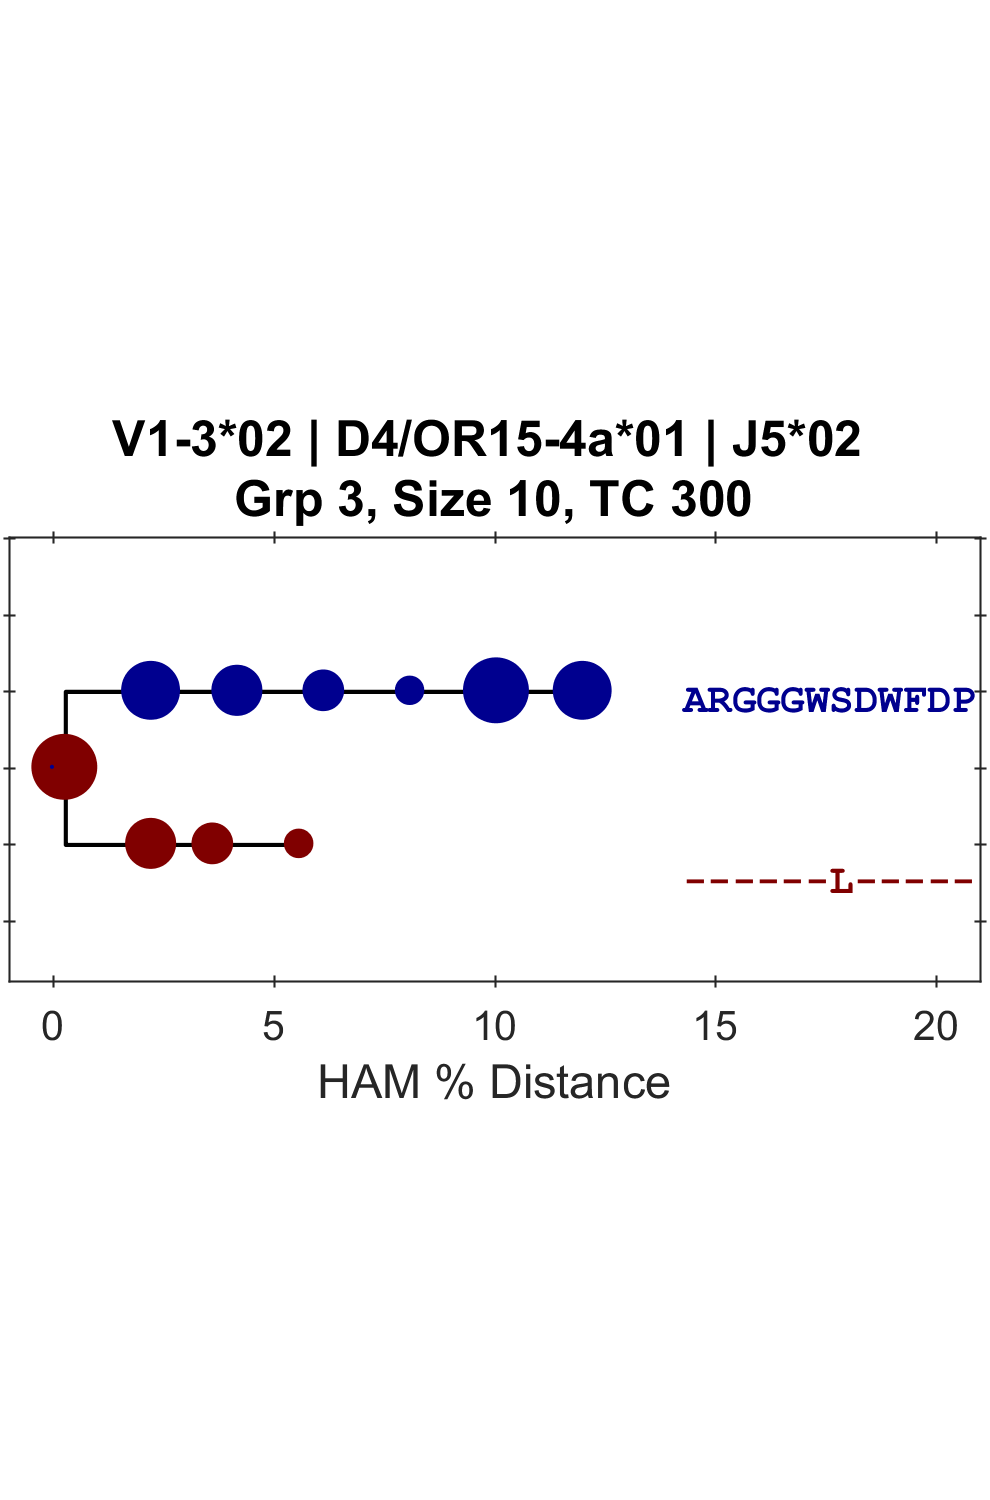 V1-3*02 | D4/OR15-4a*01 | J5*02
Grp 3, Size 10, TC 300
ARGGGWSDWFDP
------L-----
0 5 10 15 20
HAM % Distance